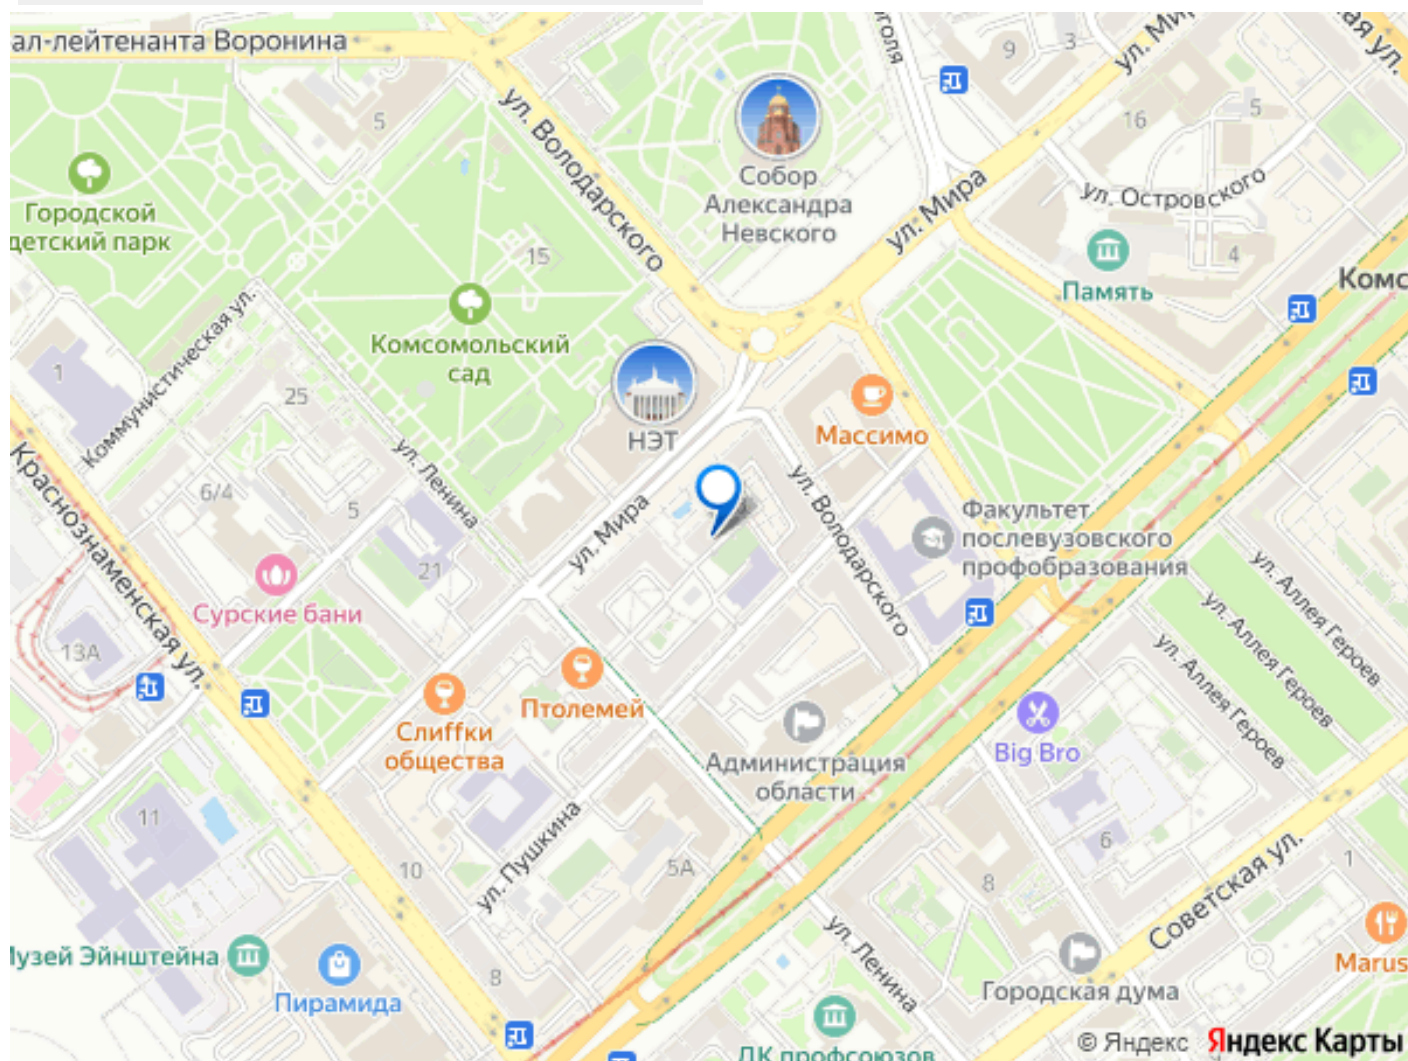 ал-лейтенанта Воронина
ул. Володарского
9
3
16
5
5
Собор
Александра
Невского
ул. Мира
ул. Островского
4
Память
Городской
детский парк
15
Комсомольский
сад
Коммунистическая ул.
1
25
НЭТ
Массимо
ул. Ленина
6/4
5
21
ул. Мира
ул. Володарского
Факультет
послевузовского
профобразования
Краснознаменская ул.
Сурские бани
13А
Птолемей
Слиffки
общества
Администрация
области
Big Bro
ул. Аллея Героев
ул. Аллея Героев
ул. Аллея Героев
11
10
ул. Пушкина
5А
6
8
1
Советская ул.
узей Эйнштейна
Пирамида
8
ул. Ленина
Городская дума
Marus
ДК профсоюзов
© Яндекс Яндекс Карты